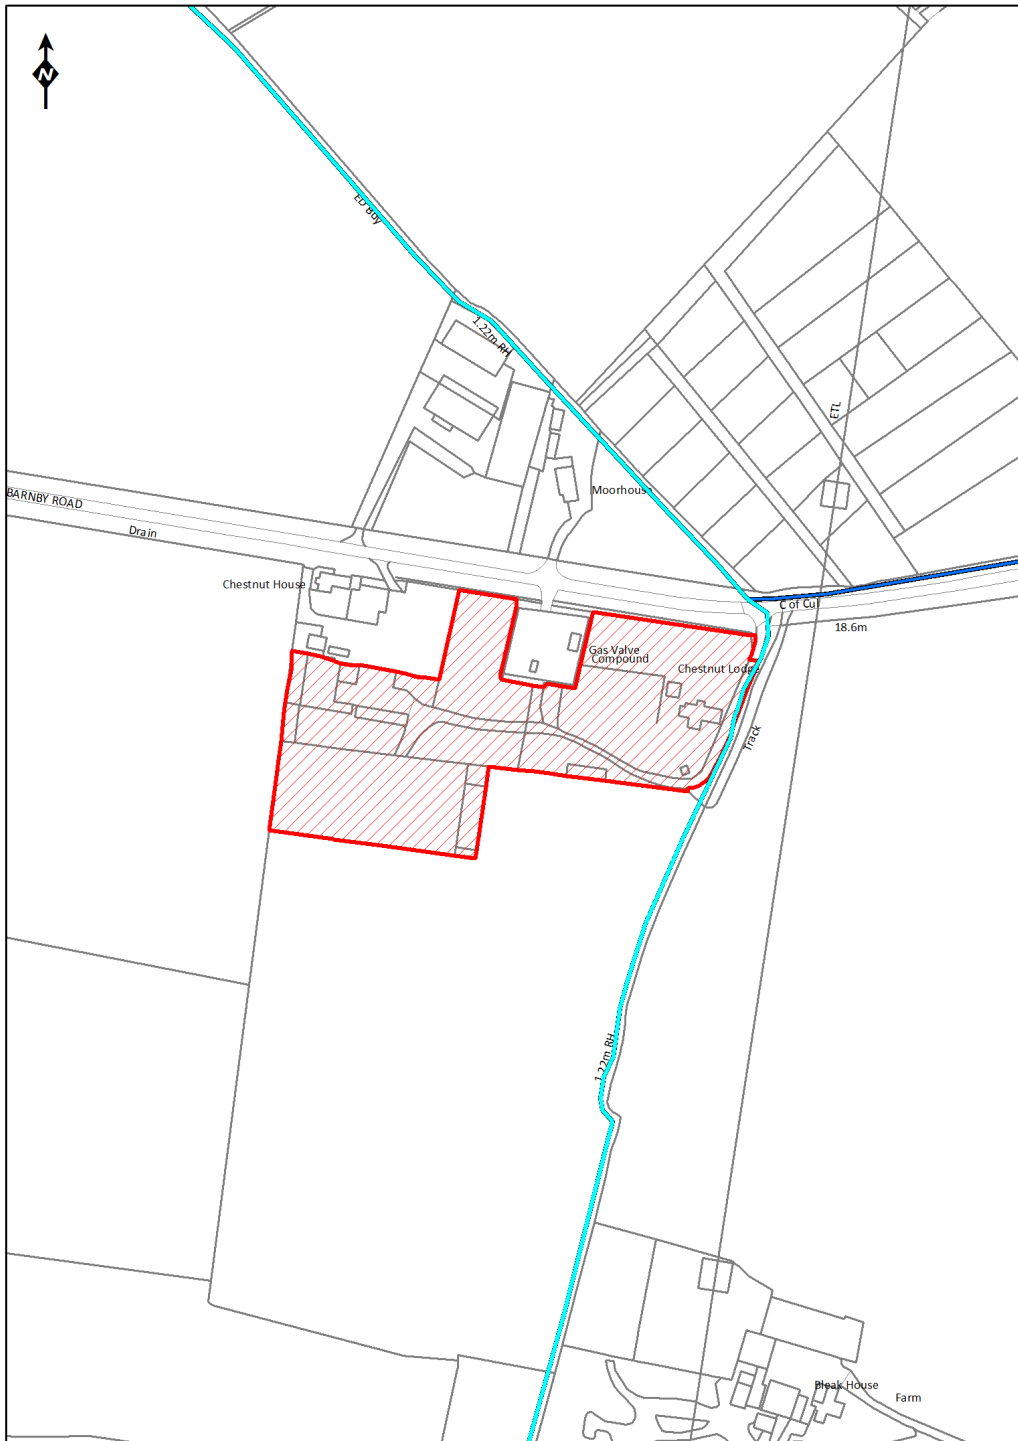 N
ED Bdy
1.22m RH
ETL
Moorhouse
BARNBY ROAD
Drain
Chestnut House
C of Cul
18.6m
Gas Valve
Compound
Chestnut Lodge
Track
1.22m RH
Bleak House
Farm